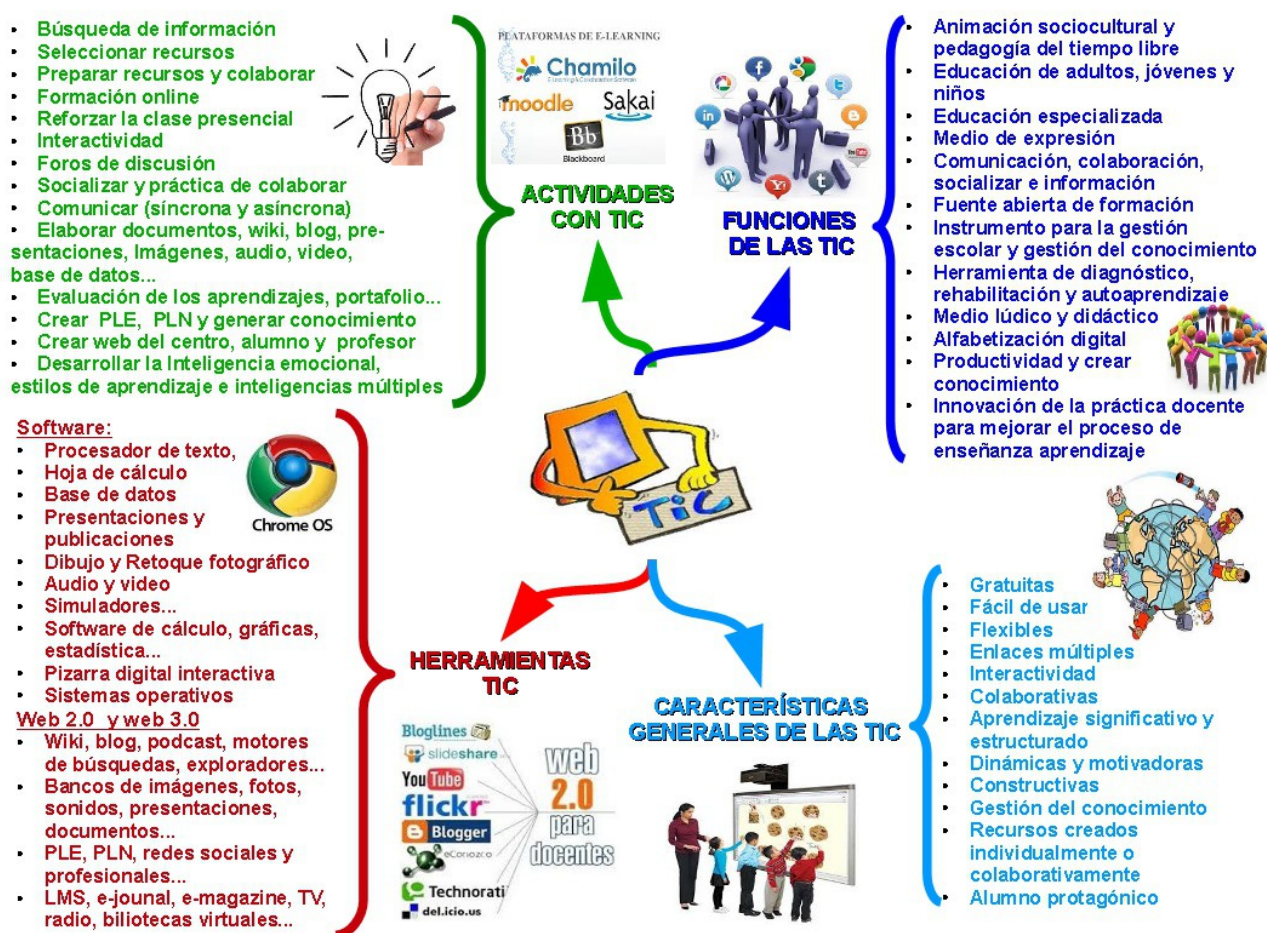 • Búsqueda de información
• Seleccionar recursos
• Preparar recursos y colaborar
• Formación online
• Reforzar la clase presencial
• Interactividad
• Foros de discusión
• Socializar y práctica de colaborar
• Comunicar (síncrona y asíncrona)
• Elaborar documentos, wiki, blog, pre-
sentaciones, Imágenes, audio, video,
base de datos...
• Evaluación de los aprendizajes, portafolio...
• Crear PLE, PLN y generar conocimiento
• Crear web del centro, alumno y profesor
• Desarrollar la Inteligencia emocional,
estilos de aprendizaje e inteligencias múltiples
PLATAFORMAS DE E-LEARNING
Chamilo
E-Learning & Collaboration Software
moodle
Sakai
Bb
Blackboard
ACTIVIDADES
CON TIC
in
You Tube
FUNCIONES
DE LAS TIC
• Animación sociocultural y
pedagogía del tiempo libre
• Educación de adultos, jóvenes y
niños
• Educación especializada
• Medio de expresión
• Comunicación, colaboración,
socializar e información
• Fuente abierta de formación
• Instrumento para la gestión
escolar y gestión del conocimiento
• Herramienta de diagnóstico,
rehabilitación y autoaprendizaje
• Medio lúdico y didáctico
• Alfabetización digital
• Productividad y crear
conocimiento
• Innovación de la práctica docente
para mejorar el proceso de
enseñanza aprendizaje
TiC
Software:
• Procesador de texto,
• Hoja de cálculo
• Base de datos
• Presentaciones y
publicaciones
• Dibujo y Retoque fotográfico
• Audio y video
• Simuladores...
• Software de cálculo, gráficas,
estadística...
• Pizarra digital interactiva
• Sistemas operativos
Web 2.0 y web 3.0
• Wiki, blog, podcast, motores
de búsquedas, exploradores...
• Bancos de imágenes, fotos,
sonidos, presentaciones,
documentos...
• PLE, PLN, redes sociales y
profesionales...
• LMS, e-jounal, e-magazine, TV,
radio, biliotecas virtuales...
Chrome OS
HERRAMIENTAS
TIC
Bloglines
slideshare
You Tube
flickr
Blogger
eConozco
Technorati
del.icio.us
web
2.0
para
docentes
CARACTERÍSTICAS
GENERALES DE LAS TIC
• Gratuitas
• Fácil de usar
• Flexibles
• Enlaces múltiples
• Interactividad
• Colaborativas
• Aprendizaje significativo y
estructurado
• Dinámicas y motivadoras
• Constructivas
• Gestión del conocimiento
• Recursos creados
individualmente o
colaborativamente
• Alumno protagónico